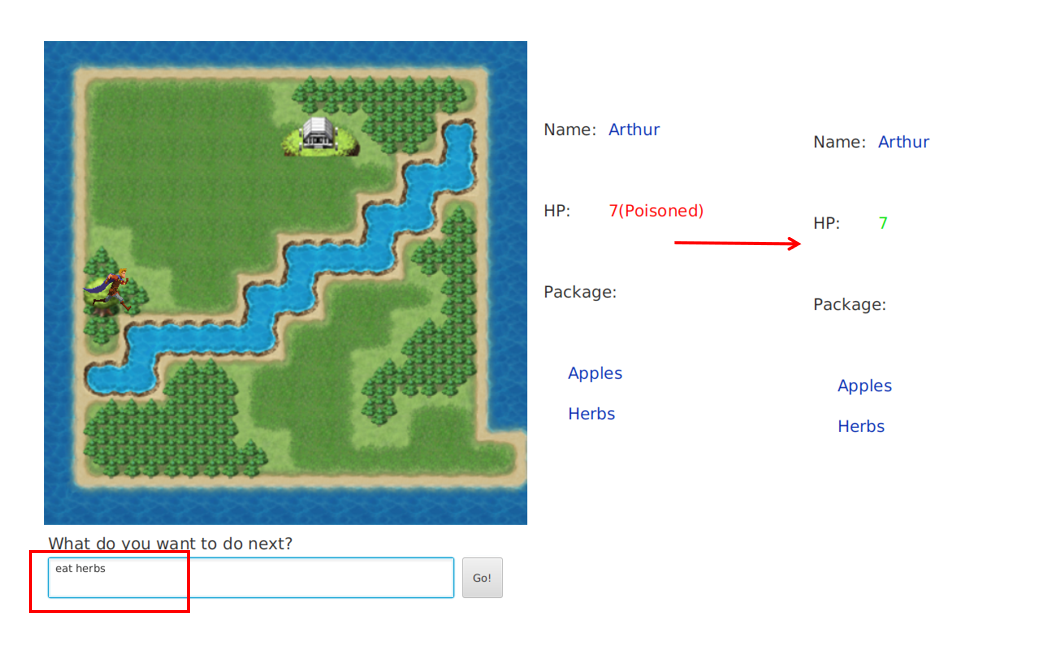 Name: Arthur
HP: 7(Poisoned)
Package:
Apples
Herbs
Name: Arthur
HP: 7
Package:
Apples
Herbs
What do you want to do next?
eat herbs
Go!